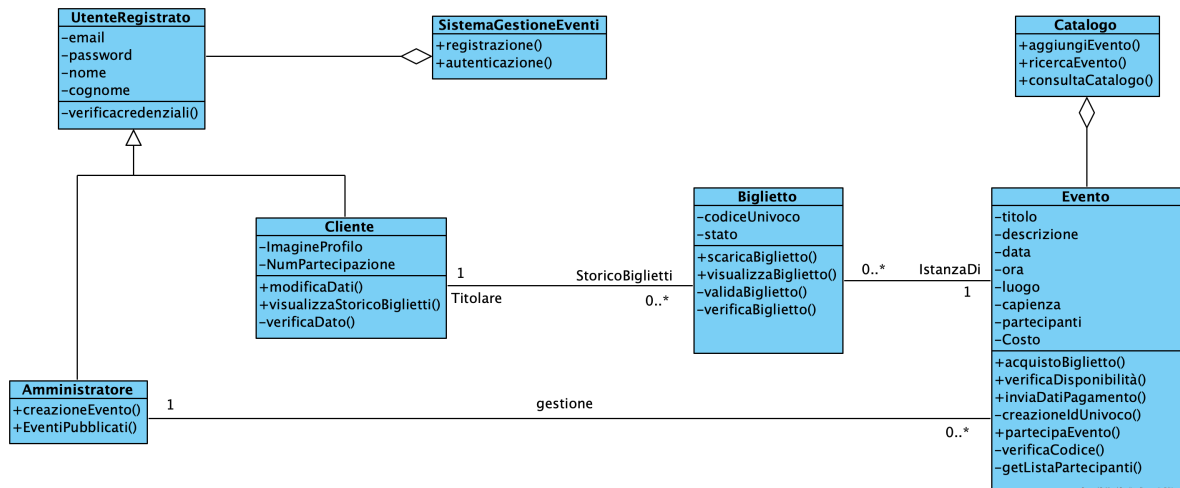 UtenteRegistrato
-email
-password
-nome
-cognome
-verificacredenziali()
SistemaGestioneEventi
+registrazione()
+autenticazione()
Catalogo
+aggiungiEvento()
+ricercaEvento()
+consultaCatalogo()
Cliente
-ImagineProfilo
-NumPartecipazione
+modificaDati()
+visualizzaStoricoBiglietti()
-verificaDato()
1
Titolare
StoricoBiglietti
0..*
Biglietto
-codiceUnivoco
-stato
+scaricaBiglietto()
+visualizzaBiglietto()
-validaBiglietto()
-verificaBiglietto()
0..*
IstanzaDi
1
Evento
-titolo
-descrizione
-data
-ora
-luogo
-capienza
-partecipanti
-Costo
+acquistoBiglietto()
+verificaDisponibilità()
+inviaDatiPagamento()
-creazioneIdUnivoco()
+partecipaEvento()
-verificaCodice()
-getListaPartecipanti()
Amministratore
+creazioneEvento()
+EventiPubblicati()
1
gestione
0..*